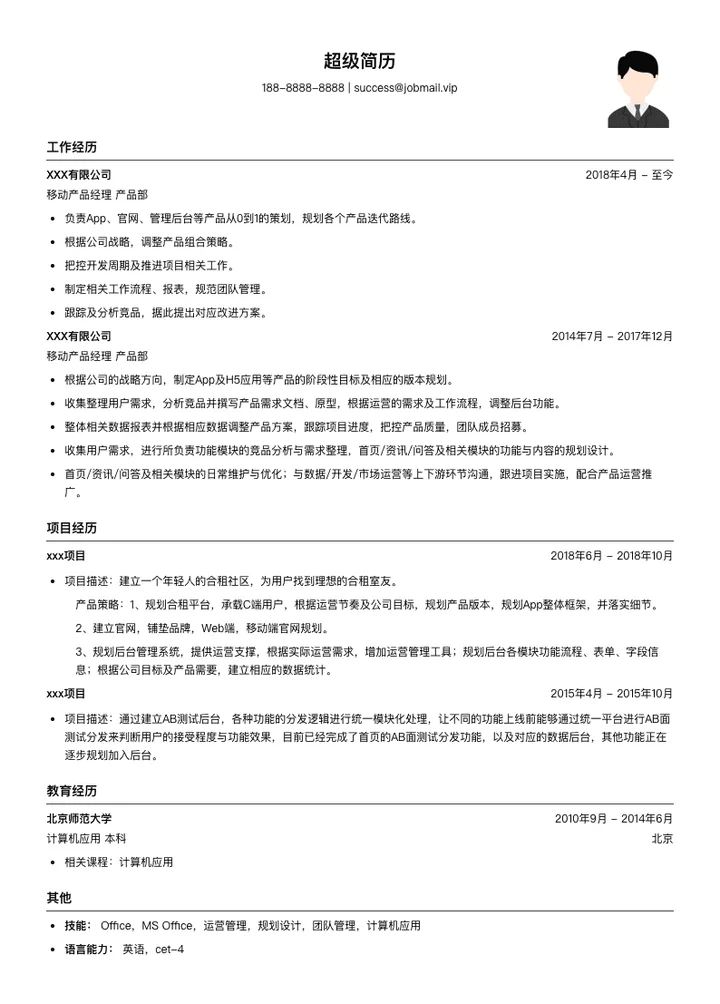 超级简历
188-8888-8888 | success@jobmail.vip
工作经历
XXX有限公司 2018年4月 – 至今
移动产品经理 产品部
• 负责App、官网、管理后台等产品从0到1的策划，规划各个产品迭代路线。
• 根据公司战略，调整产品组合策略。
• 把控开发周期及推进项目相关工作。
• 制定相关工作流程、报表，规范团队管理。
• 跟踪及分析竞品，据此提出对应改进方案。
XXX有限公司 2014年7月 – 2017年12月
移动产品经理 产品部
• 根据公司的战略方向，制定App及H5应用等产品的阶段性目标及相应的版本规划。
• 收集整理用户需求，分析竞品并撰写产品需求文档、原型，根据运营的需求及工作流程，调整后台功能。
• 整体相关数据报表并根据相应数据调整产品方案，跟踪项目进度，把控产品质量，团队成员招募。
• 收集用户需求，进行所负责功能模块的竞品分析与需求整理，首页/资讯/问答及相关模块的功能与内容的规划设计。
• 首页/资讯/问答及相关模块的日常维护与优化；与数据/开发/市场运营等上下游环节沟通，跟进项目实施，配合产品运营推
广。
项目经历
xxx项目 2018年6月 – 2018年10月
• 项目描述：建立一个年轻人的合租社区，为用户找到理想的合租室友。
产品策略：1、规划合租平台，承载C端用户，根据运营节奏及公司目标，规划产品版本，规划App整体框架，并落实细节。
2、建立官网，铺垫品牌，Web端，移动端官网规划。
3、规划后台管理系统，提供运营支撑，根据实际运营需求，增加运营管理工具；规划后台各模块功能流程、表单、字段信
息；根据公司目标及产品需要，建立相应的数据统计。
xxx项目 2015年4月 – 2015年10月
• 项目描述：通过建立AB测试后台，各种功能的分发逻辑进行统一模块化处理，让不同的功能上线前能够通过统一平台进行AB面
测试分发来判断用户的接受程度与功能效果，目前已经完成了首页的AB面测试分发功能，以及对应的数据后台，其他功能正在
逐步规划加入后台。
教育经历
北京师范大学 2010年9月 – 2014年6月
计算机应用 本科 北京
• 相关课程：计算机应用
其他
• 技能： Office，MS Office，运营管理，规划设计，团队管理，计算机应用
• 语言能力： 英语，cet-4